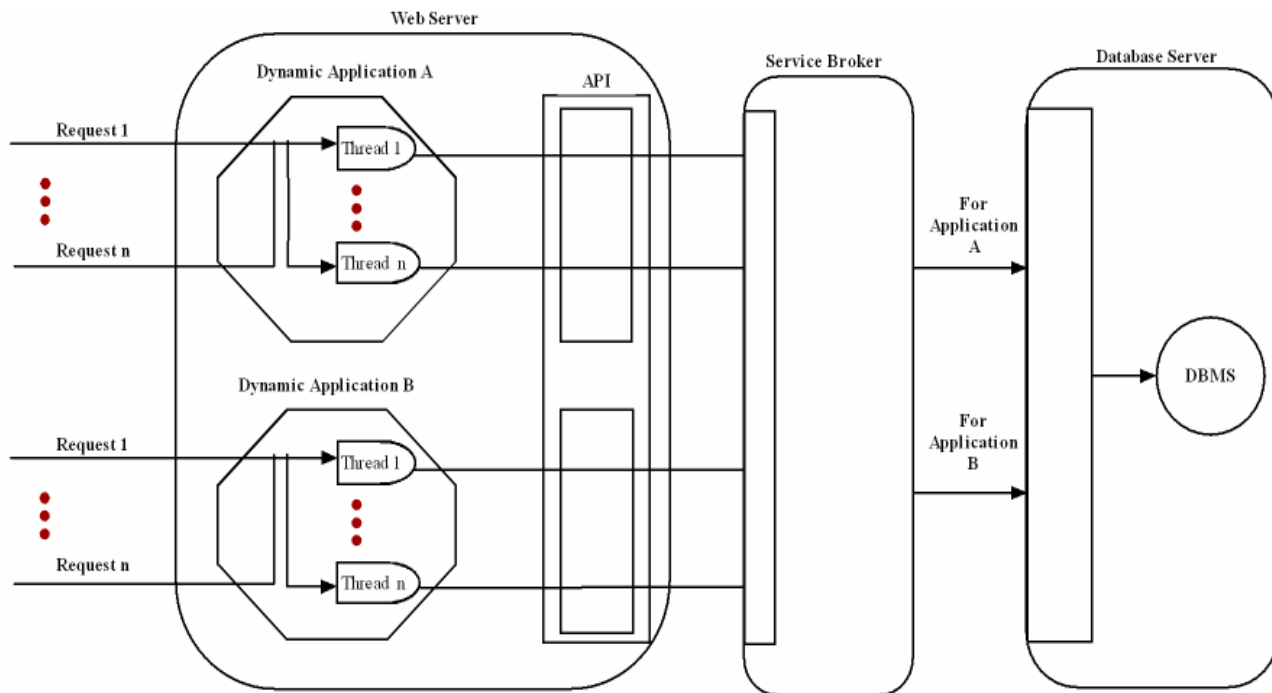 Web Server
Service Broker
Database Server
Dynamic Application A
API
Request 1
Thread 1
Request n
Thread n
For
Application
A
DBMS
Dynamic Application B
Request 1
Thread 1
For
Application
B
Request n
Thread n